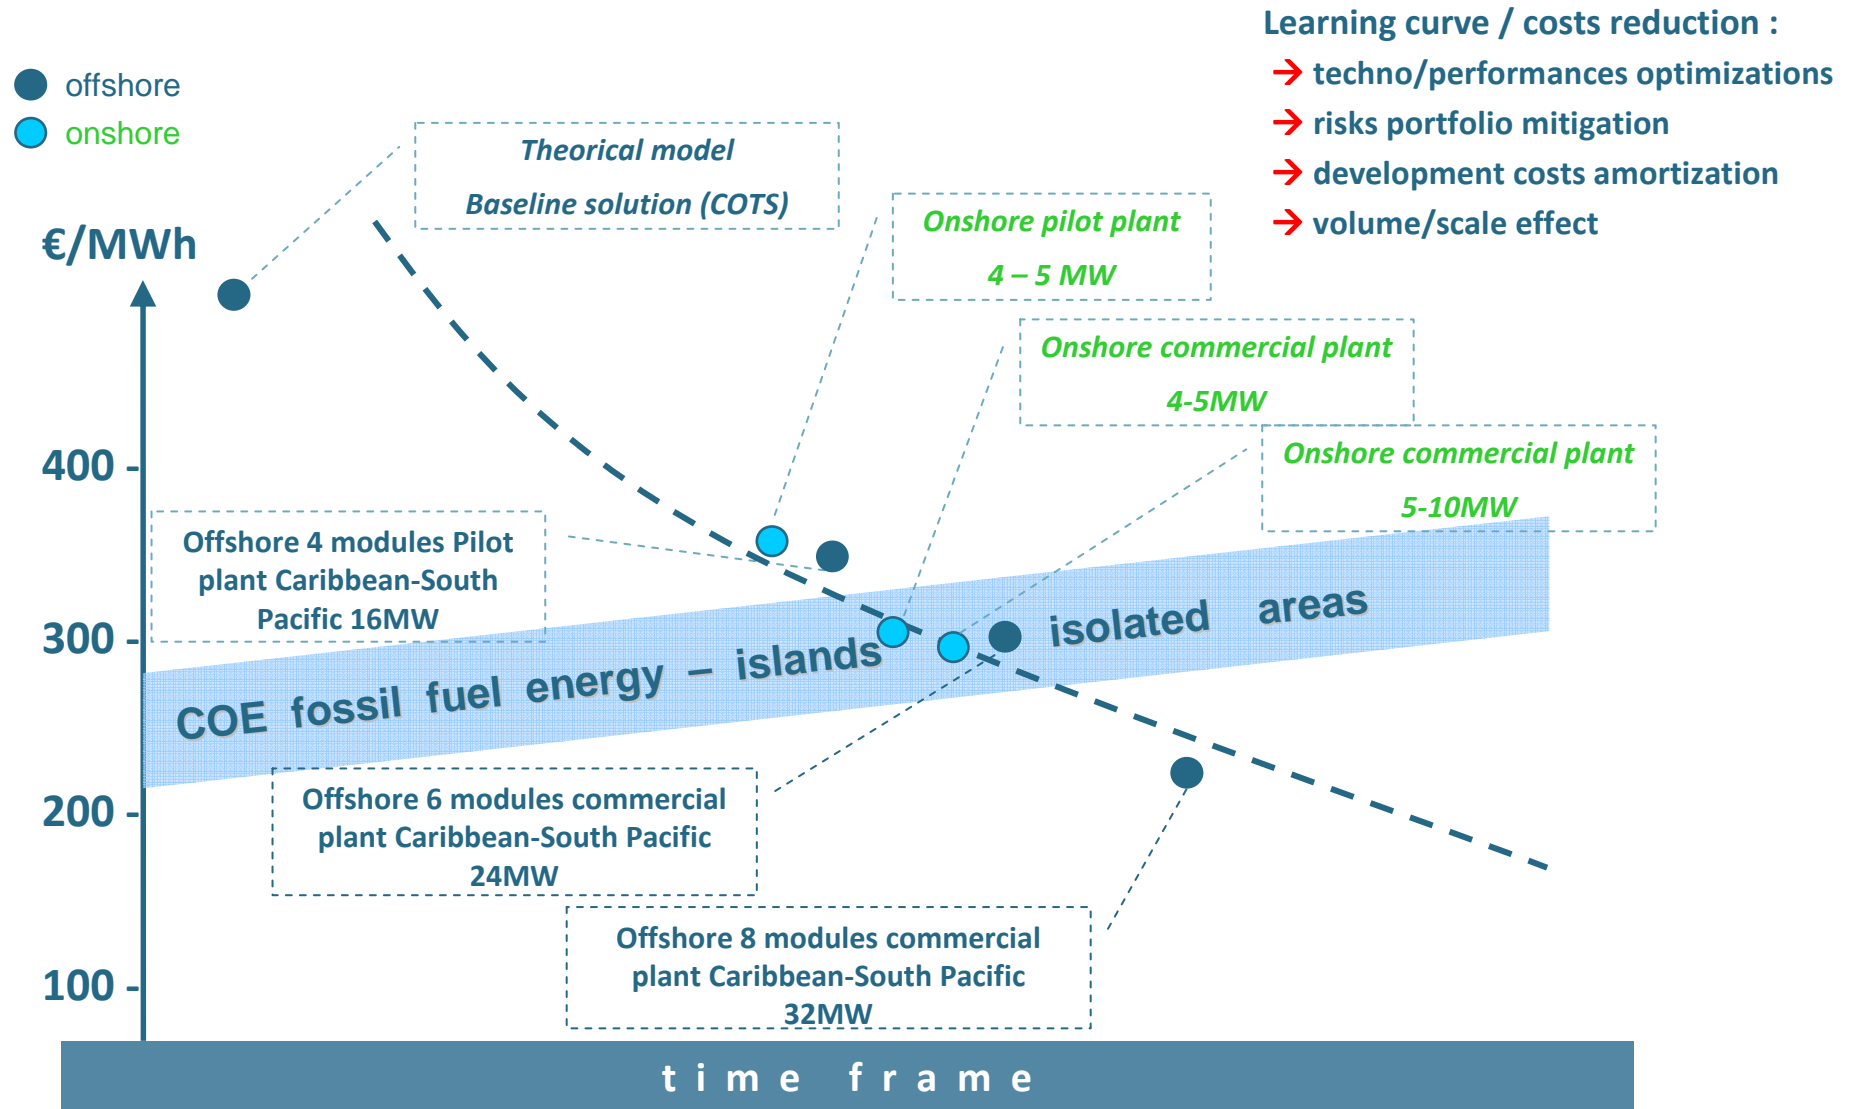 Learning curve / costs reduction :
→ techno/performances optimizations
→ risks portfolio mitigation
→ development costs amortization
→ volume/scale effect
offshore
onshore
Theorical model
Baseline solution (COTS)
Onshore pilot plant
4 – 5 MW
€/MWh
Onshore commercial plant
4-5MW
Onshore commercial plant
5-10MW
400 -
Offshore 4 modules Pilot
plant Caribbean-South
Pacific 16MW
300 -
COE fossil fuel energy – islands isolated areas
200 -
Offshore 6 modules commercial
plant Caribbean-South Pacific
24MW
Offshore 8 modules commercial
plant Caribbean-South Pacific
32MW
100 -
time frame